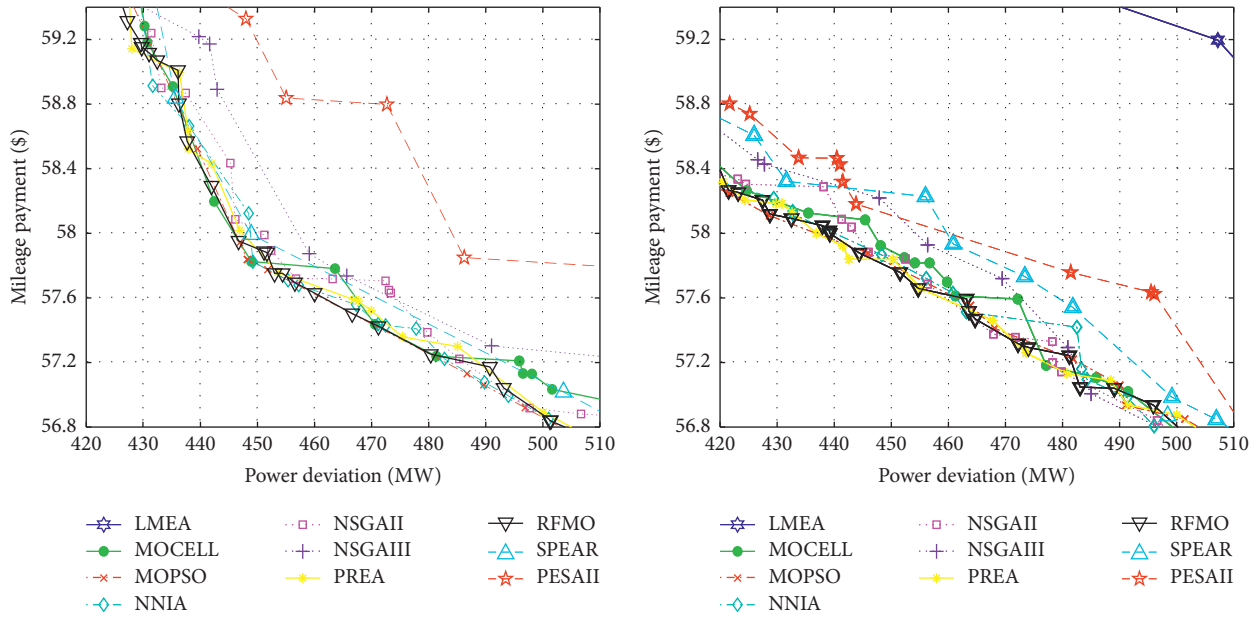 59.2
58.8
58.4
58
57.6
57.2
56.8
Mileage payment ($)
420 430 440 450 460 470 480 490 500 510
Power deviation (MW)
LMEA NSGAII RFMO
MOCELL NSGAIII SPEAR
MOPSO PREA PESAII
NNIA
59.2
58.8
58.4
58
57.6
57.2
56.8
Mileage payment ($)
420 430 440 450 460 470 480 490 500 510
Power deviation (MW)
LMEA NSGAII RFMO
MOCELL NSGAIII SPEAR
MOPSO PREA PESAII
NNIA